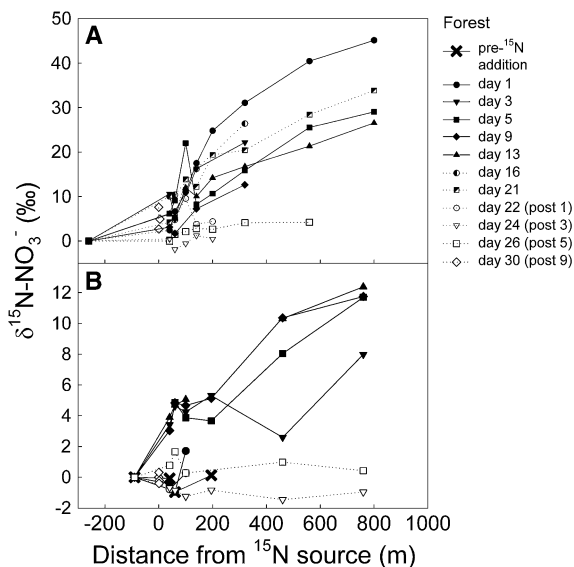 Forest
pre-¹⁵N
addition
day 1
day 3
day 5
day 9
day 13
day 16
day 21
day 22 (post 1)
day 24 (post 3)
day 26 (post 5)
day 30 (post 9)
A
50
40
30
20
10
0
B
12
10
8
6
4
2
0
-2
δ¹⁵N-NO₃⁻ (‰)
-200
0
200
400
600
800
1000
Distance from ¹⁵N source (m)